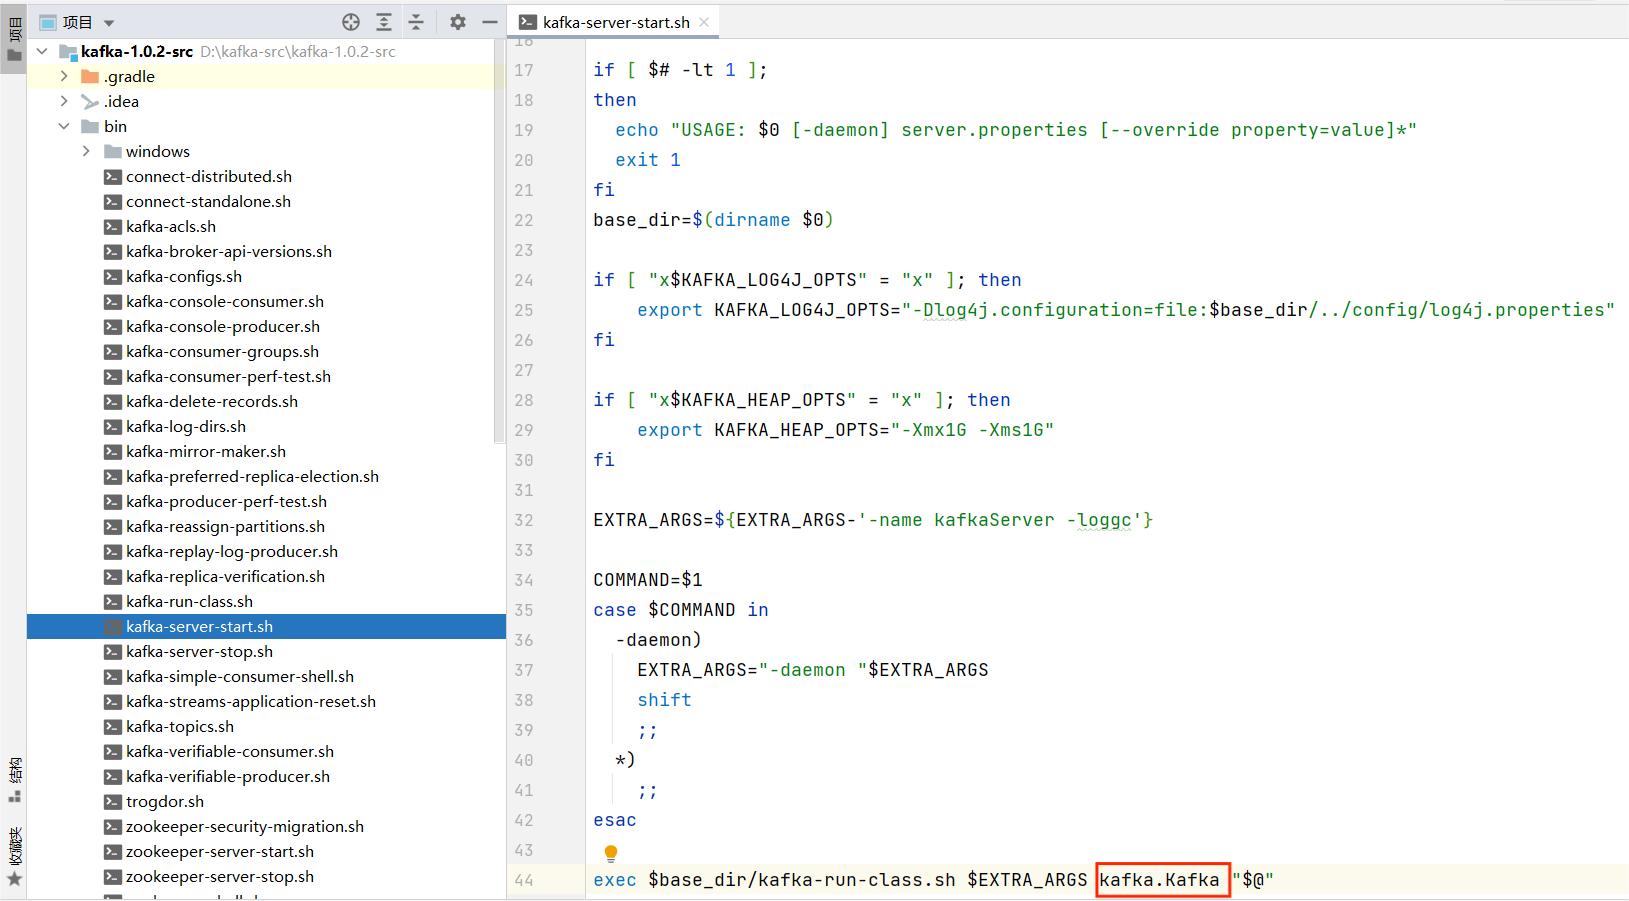 项目
结构
收藏夹
项目
kafka-1.0.2-src D:\kafka-src\kafka-1.0.2-src
.gradle
.idea
bin
windows
connect-distributed.sh
connect-standalone.sh
kafka-acls.sh
kafka-broker-api-versions.sh
kafka-configs.sh
kafka-console-consumer.sh
kafka-console-producer.sh
kafka-consumer-groups.sh
kafka-consumer-perf-test.sh
kafka-delete-records.sh
kafka-log-dirs.sh
kafka-mirror-maker.sh
kafka-preferred-replica-election.sh
kafka-producer-perf-test.sh
kafka-reassign-partitions.sh
kafka-replay-log-producer.sh
kafka-replica-verification.sh
kafka-run-class.sh
kafka-server-start.sh
kafka-server-stop.sh
kafka-simple-consumer-shell.sh
kafka-streams-application-reset.sh
kafka-topics.sh
kafka-verifiable-consumer.sh
kafka-verifiable-producer.sh
trogdor.sh
zookeeper-security-migration.sh
zookeeper-server-start.sh
zookeeper-server-stop.sh
kafka-server-start.sh
16
17 if [ $# -lt 1 ];
18 then
19 echo "USAGE: $0 [-daemon] server.properties [--override property=value]*"
20 exit 1
21 fi
22 base_dir=$(dirname $0)
23
24 if [ "x$KAFKA_LOG4J_OPTS" = "x" ]; then
25 export KAFKA_LOG4J_OPTS="-Dlog4j.configuration=file:$base_dir/../config/log4j.properties"
26 fi
27
28 if [ "x$KAFKA_HEAP_OPTS" = "x" ]; then
29 export KAFKA_HEAP_OPTS="-Xmx1G -Xms1G"
30 fi
31
32 EXTRA_ARGS=${EXTRA_ARGS-'-name kafkaServer -loggc'}
33
34 COMMAND=$1
35 case $COMMAND in
36 -daemon)
37 EXTRA_ARGS="-daemon "$EXTRA_ARGS
38 shift
39 ;;
40 *)
41 ;;
42 esac
43
44 exec $base_dir/kafka-run-class.sh $EXTRA_ARGS kafka.Kafka "$@"